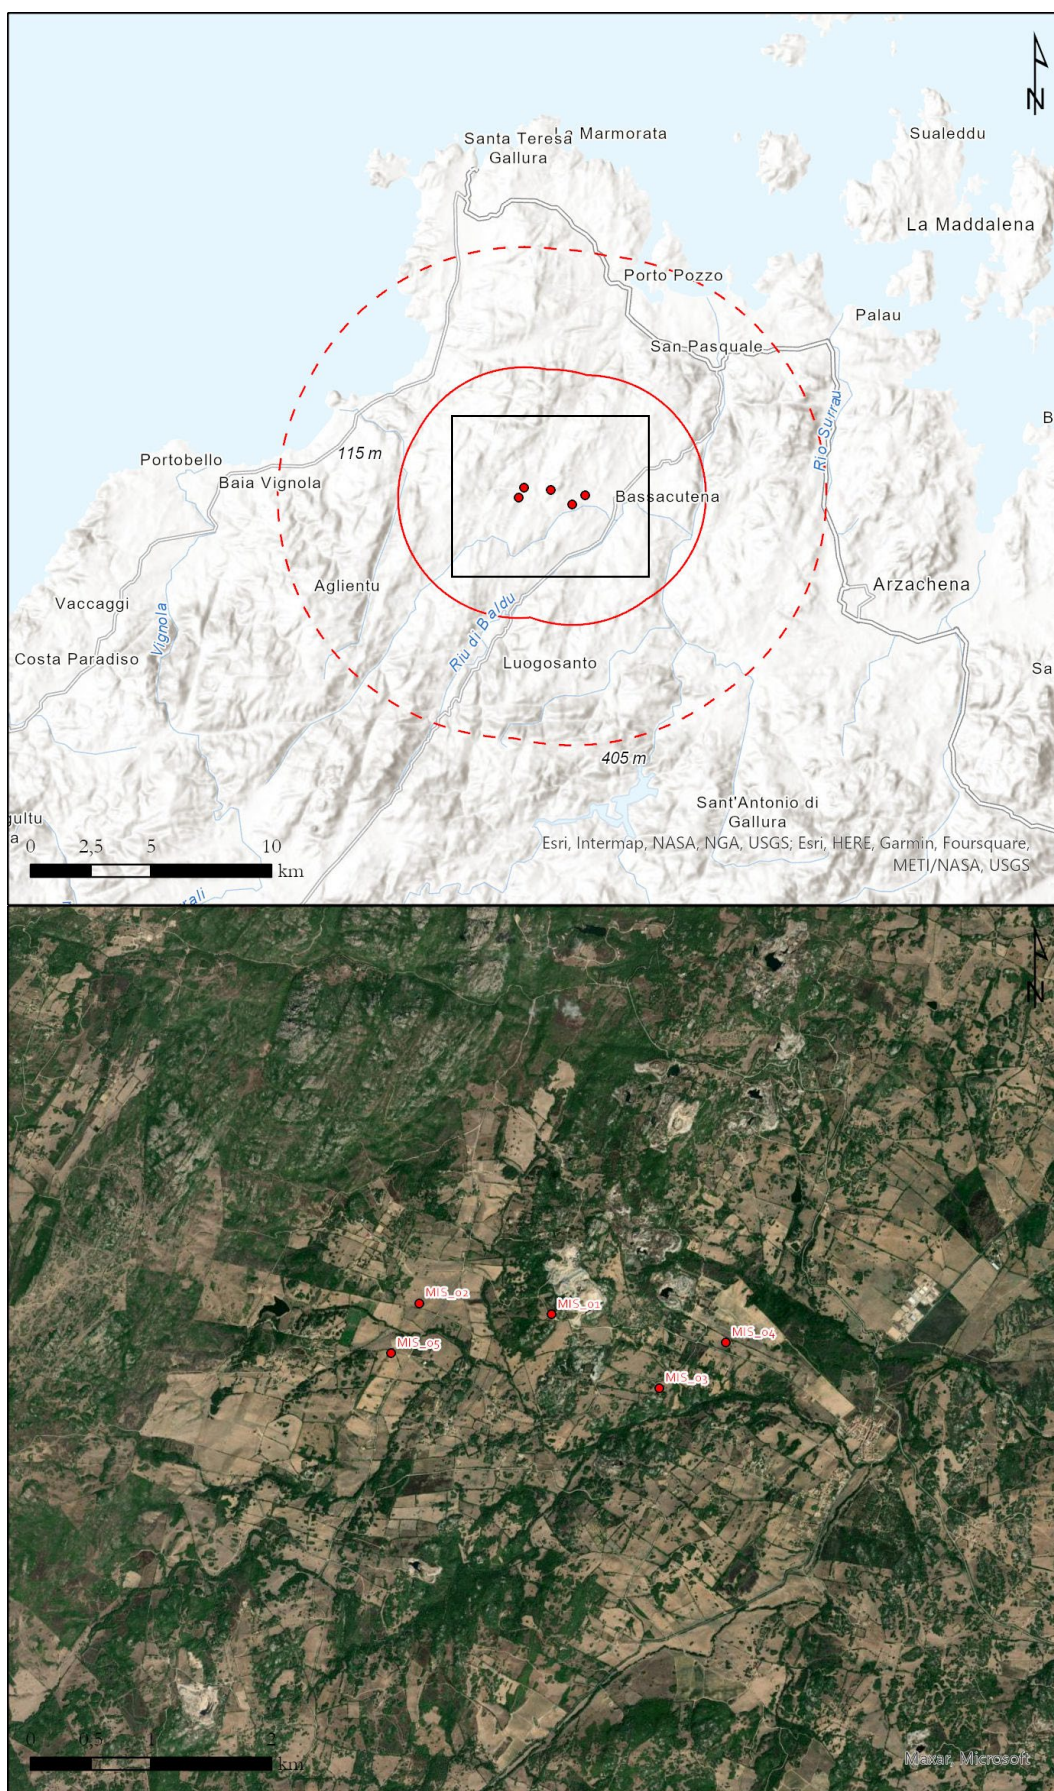 N
Santa Teresa
Gallura
La Marmorata
Sualeddu
La Maddalena
Porto Pozzo
Palau
San Pasquale
B
Rio Surrau
115 m
Portobello
Baia Vignola
Bassacutena
Aglientu
Arzachena
Vaccaggi
Vignola
Riu di Baldu
Costa Paradiso
Luogosanto
Sa
405 m
Sant'Antonio di
Gallura
gultu
a
0 2,5 5 10
km
Esri, Intermap, NASA, NGA, USGS; Esri, HERE, Garmin, Foursquare,
METI/NASA, USGS
rali
N
MIS_02
MIS_01
MIS_05
MIS_04
MIS_03
0 0,5 1 2
km
Maxar, Microsoft